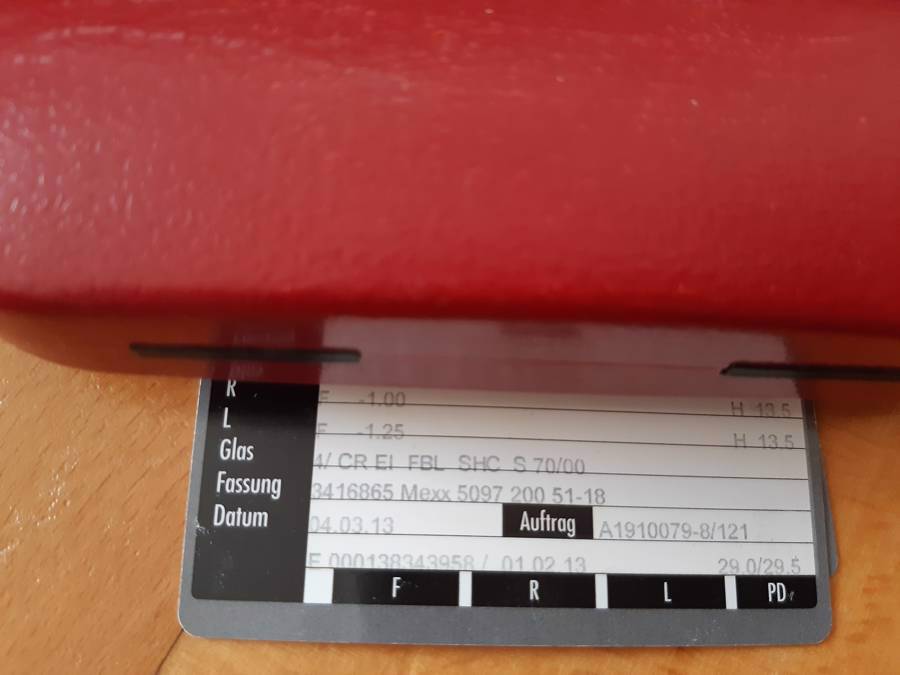 R F -1.00 H 13.5
L F -1.25 H 13.5
Glas 4/ CR EI FBL SHC S 70/00
Fassung 3416865 Mexx 5097 200 51-18
Datum 04.03.13 Auftrag A1910079-8/121
F 000138343958 / 01.02.13 29.0/29.5
F R L PD